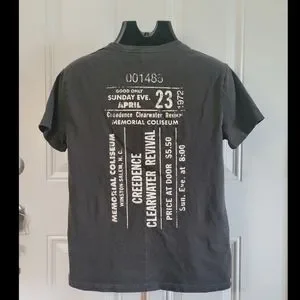 001485
GOOD ONLY
SUNDAY EVE.
APRIL
23
1972
Creedence Clearwater Revival
MEMORIAL COLISEUM
MEMORIAL COLISEUM
WINSTON-SALEM, N. C.
CREEDENCE
CLEARWATER REVIVAL
PRICE AT DOOR $5.50
Sun. Eve. at 8:00